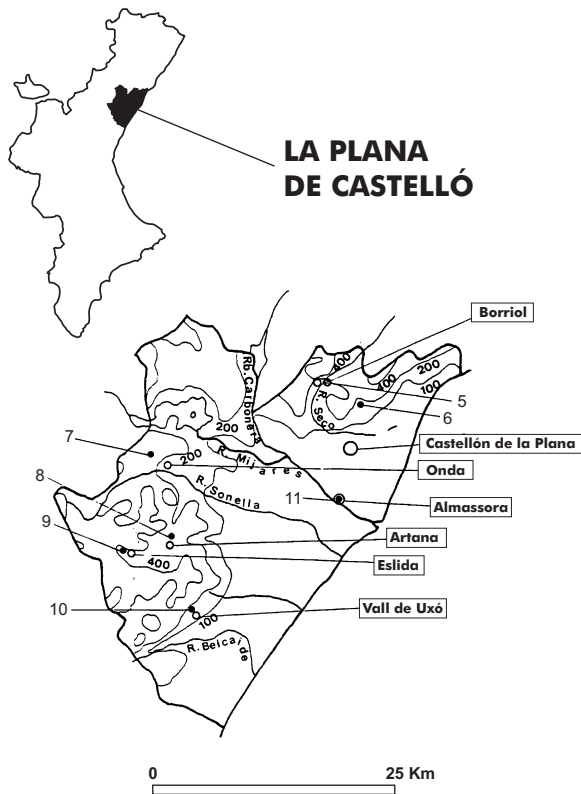 LA PLANA
DE CASTELLÓ
Borriol
400
200
400
100
5
R. Seco
6
Rb. Carbonera
200
Castellón de la Plana
7
200
R. Mijares
Onda
8
R. Sonella
11
Almassora
9
Artana
400
Eslida
10
100
Vall de Uxó
R. Belcaide
0
25 Km